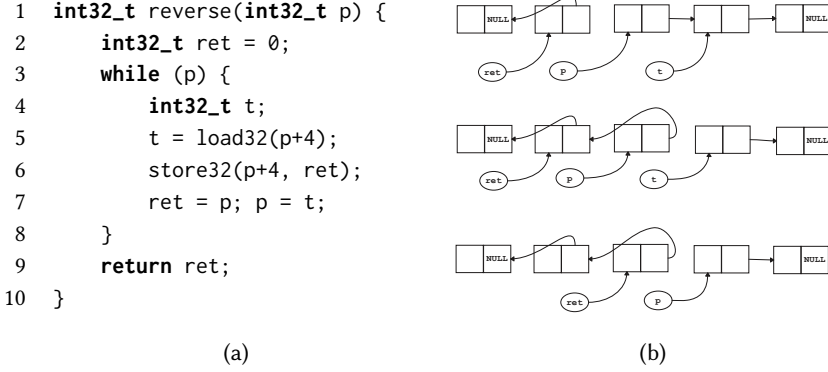 1 int32_t reverse(int32_t p) {
2 int32_t ret = 0;
3 while (p) {
4 int32_t t;
5 t = load32(p+4);
6 store32(p+4, ret);
7 ret = p; p = t;
8 }
9 return ret;
10 }
(a)
NULL NULL
ret p t
NULL NULL
ret p t
NULL NULL
ret p
(b)